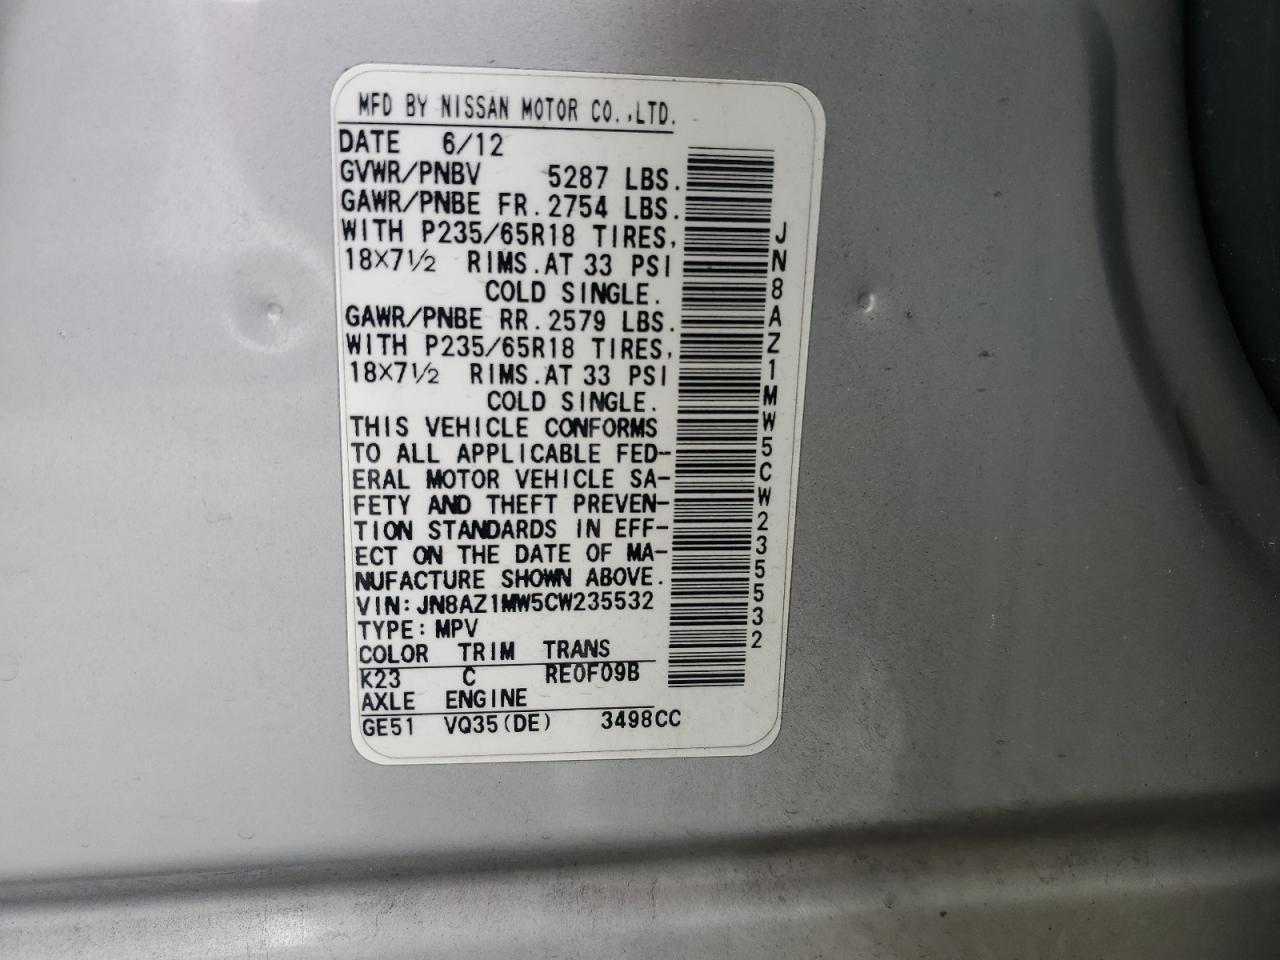 MFD BY NISSAN MOTOR CO.,LTD.
DATE 6/12
GVWR/PNBV 5287 LBS.
GAWR/PNBE FR.2754 LBS.
WITH P235/65R18 TIRES,
18X7½ RIMS.AT 33 PSI
COLD SINGLE.
GAWR/PNBE RR.2579 LBS.
WITH P235/65R18 TIRES,
18X7½ RIMS.AT 33 PSI
COLD SINGLE.
THIS VEHICLE CONFORMS
TO ALL APPLICABLE FED-
ERAL MOTOR VEHICLE SA-
FETY AND THEFT PREVEN-
TION STANDARDS IN EFF-
ECT ON THE DATE OF MA-
NUFACTURE SHOWN ABOVE.
VIN:JN8AZ1MW5CW235532
TYPE:MPV
COLOR TRIM TRANS
K23 C RE0F09B
AXLE ENGINE
GE51 VQ35(DE) 3498CC
JN8AZ1MW5CW235532